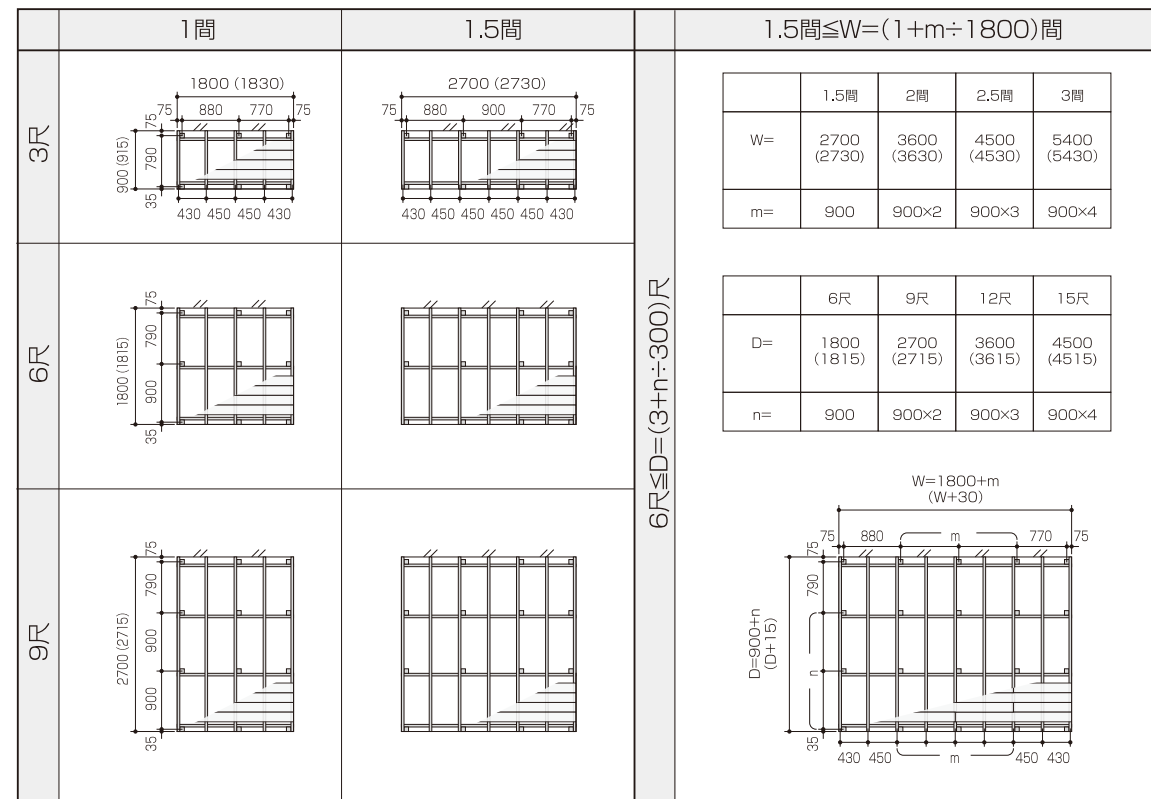 1間
1.5間
1.5間≦W=(1+m÷1800)間
3尺
1800 (1830)
75 880 770 75
75
790
35
900 (915)
430 450 450 430
2700 (2730)
75 880 900 770 75
430 450 450 450 450 430
6尺
75
790
900
35
1800 (1815)
9尺
75
790
900
900
35
2700 (2715)
6尺≦D=(3+n÷300)尺
1.5間 2間 2.5間 3間
W= 2700 3600 4500 5400
(2730) (3630) (4530) (5430)
m= 900 900×2 900×3 900×4
6尺 9尺 12尺 15尺
D= 1800 2700 3600 4500
(1815) (2715) (3615) (4515)
n= 900 900×2 900×3 900×4
W=1800+m
(W+30)
75 880 m 770 75
75
790
n
35
D=900+n
(D+15)
430 450 m 450 430